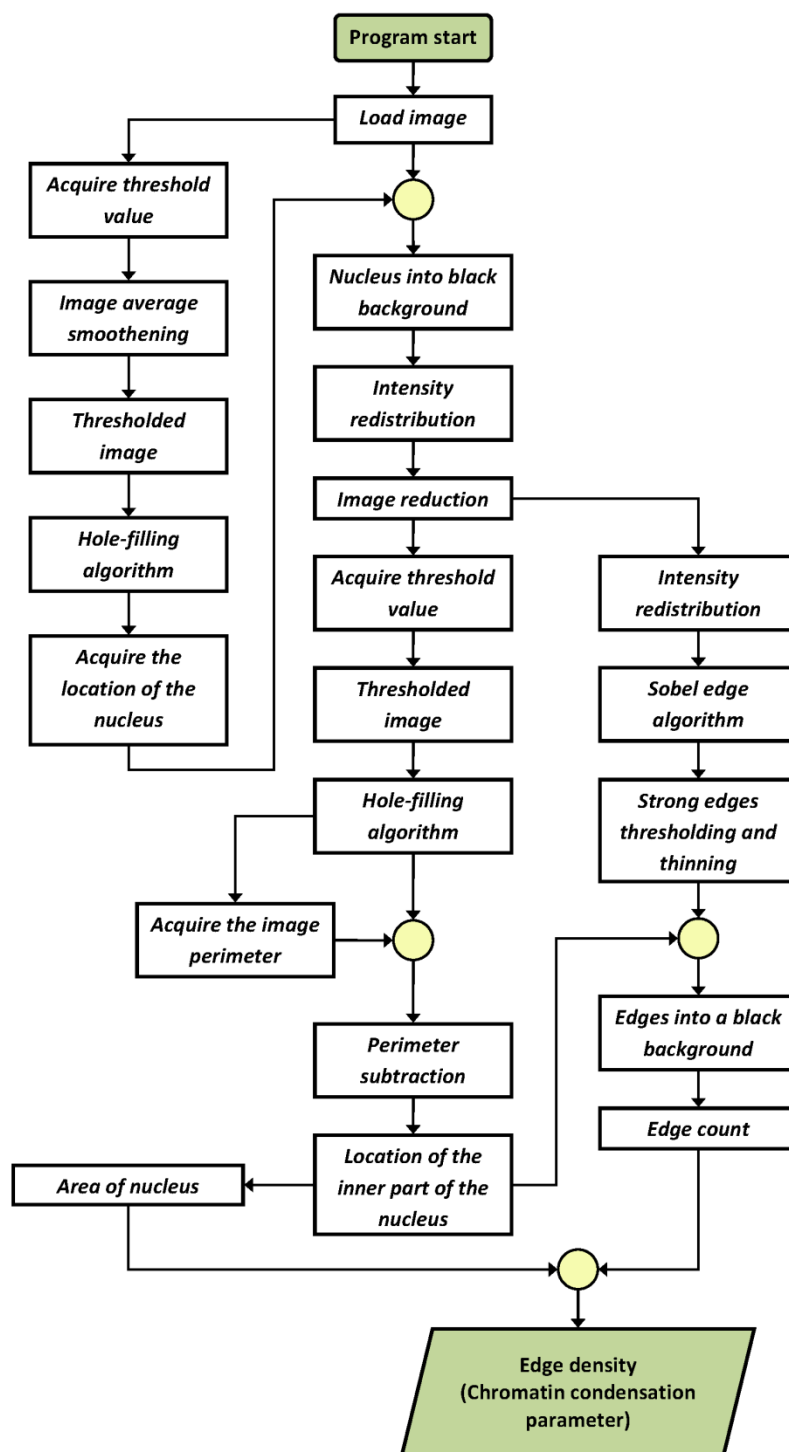 Program start
Load image
Acquire threshold
value
Image average
smoothening
Thresholded
image
Hole-filling
algorithm
Acquire the
location of the
nucleus
Nucleus into black
background
Intensity
redistribution
Image reduction
Acquire threshold
value
Thresholded
image
Hole-filling
algorithm
Acquire the image
perimeter
Perimeter
subtraction
Location of the
inner part of the
nucleus
Area of nucleus
Intensity
redistribution
Sobel edge
algorithm
Strong edges
thresholding and
thinning
Edges into a black
background
Edge count
Edge density
(Chromatin condensation
parameter)